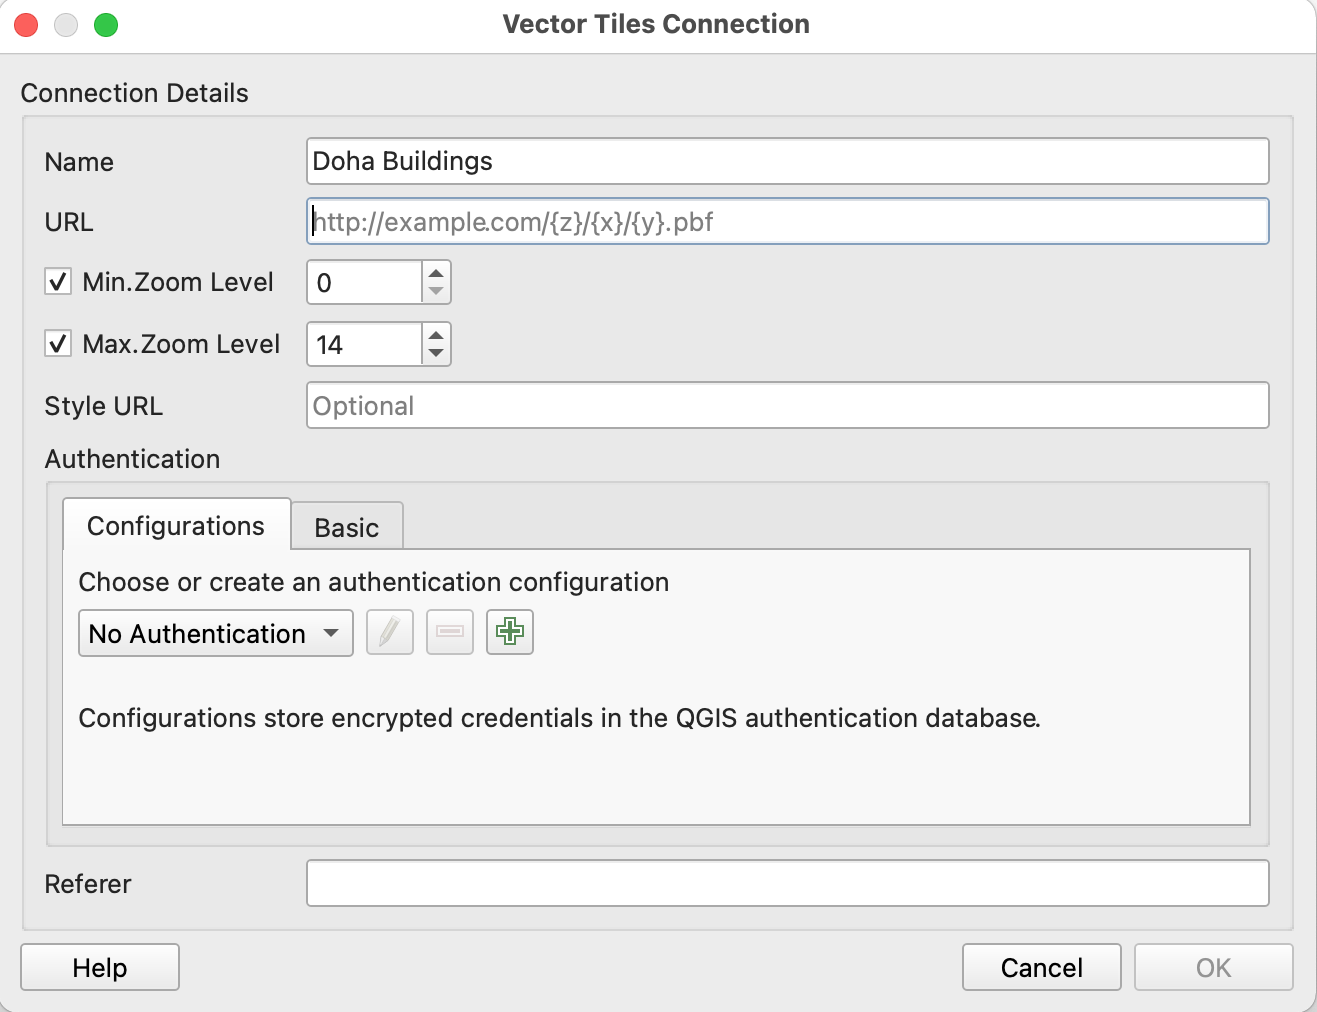 Vector Tiles Connection
Connection Details
Name Doha Buildings
URL http://example.com/{z}/{x}/{y}.pbf
Min.Zoom Level 0
Max.Zoom Level 14
Style URL Optional
Authentication
Configurations Basic
Choose or create an authentication configuration
No Authentication
Configurations store encrypted credentials in the QGIS authentication database.
Referer
Help Cancel OK